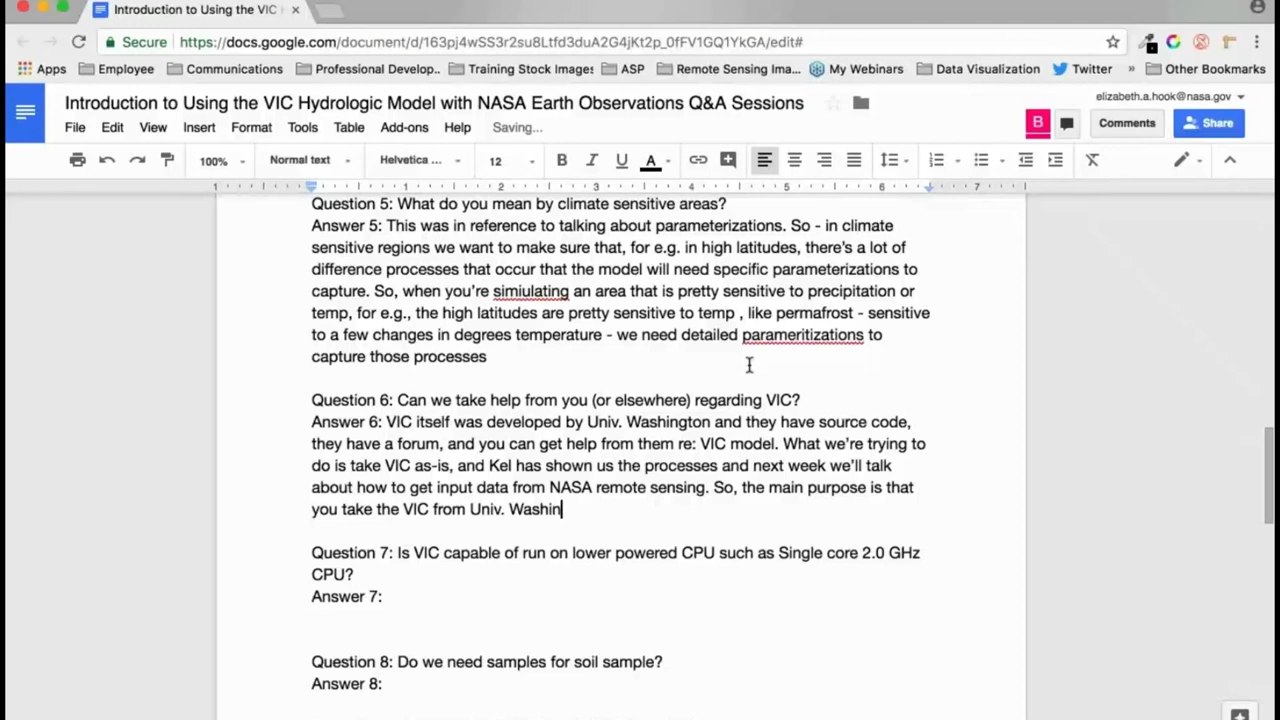 Introduction to Using the VIC
Secure https://docs.google.com/document/d/163pj4wSS3r2su8Ltfd3duA2G4jKt2p_0fFV1GQ1YkGA/edit#
Apps Employee Communications Professional Develop.. Training Stock Images ASP Remote Sensing Ima... My Webinars Data Visualization Twitter » Other Bookmarks
Introduction to Using the VIC Hydrologic Model with NASA Earth Observations Q&A Sessions
elizabeth.a.hook@nasa.gov
File Edit View Insert Format Tools Table Add-ons Help Saving...
B Comments Share
100% Normal text Helvetica ... 12 B I U A
1 1 2 3 4 5 6 7
Question 5: What do you mean by climate sensitive areas?
Answer 5: This was in reference to talking about parameterizations. So - in climate
sensitive regions we want to make sure that, for e.g. in high latitudes, there's a lot of
difference processes that occur that the model will need specific parameterizations to
capture. So, when you're simiulating an area that is pretty sensitive to precipitation or
temp, for e.g., the high latitudes are pretty sensitive to temp , like permafrost - sensitive
to a few changes in degrees temperature - we need detailed parameritizations to
capture those processes
Question 6: Can we take help from you (or elsewhere) regarding VIC?
Answer 6: VIC itself was developed by Univ. Washington and they have source code,
they have a forum, and you can get help from them re: VIC model. What we're trying to
do is take VIC as-is, and Kel has shown us the processes and next week we'll talk
about how to get input data from NASA remote sensing. So, the main purpose is that
you take the VIC from Univ. Washin
Question 7: Is VIC capable of run on lower powered CPU such as Single core 2.0 GHz
CPU?
Answer 7:
Question 8: Do we need samples for soil sample?
Answer 8: